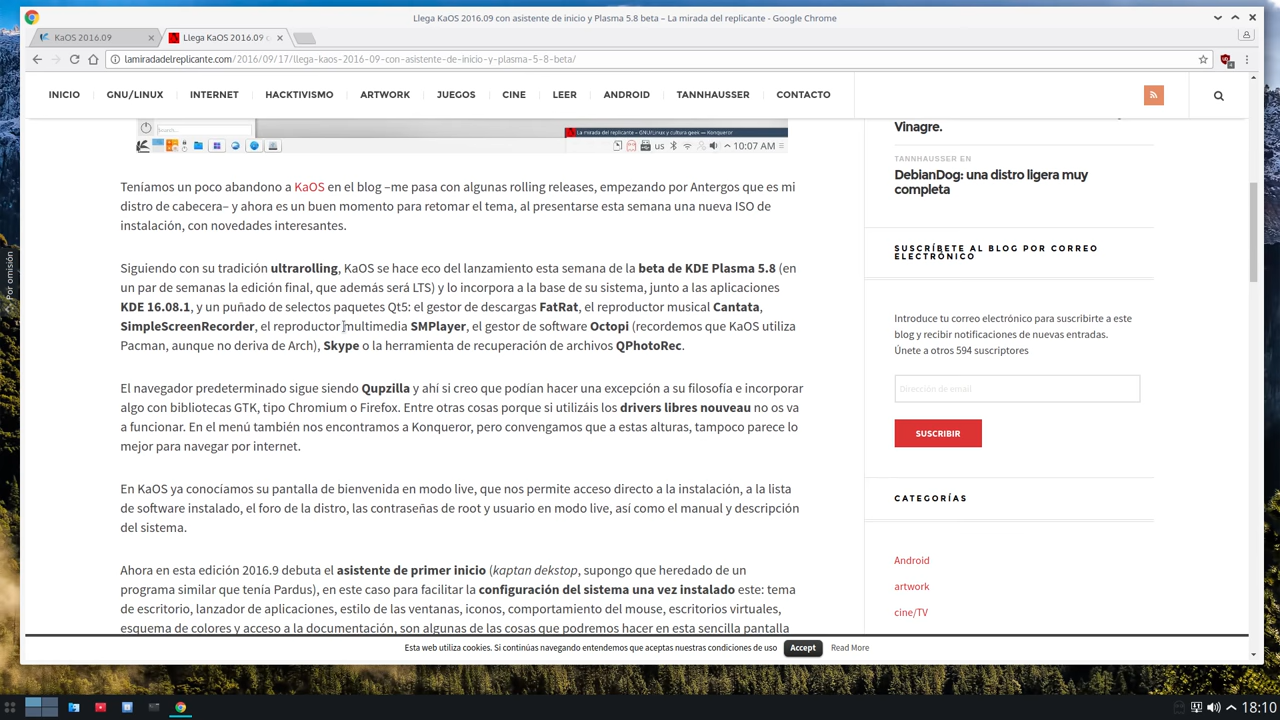 Llega KaOS 2016.09 con asistente de inicio y Plasma 5.8 beta – La mirada del replicante - Google Chrome
KaOS 2016.09
Llega KaOS 2016.09 c
lamiradadelreplicante.com/2016/09/17/llega-kaos-2016-09-con-asistente-de-inicio-y-plasma-5-8-beta/
INICIO GNU/LINUX INTERNET HACKTIVISMO ARTWORK JUEGOS CINE LEER ANDROID TANNHAUSSER CONTACTO
Search...
La mirada del replicante – GNU/Linux y cultura geek — Konqueror
us 10:07 AM
Teníamos un poco abandono a KaOS en el blog –me pasa con algunas rolling releases, empezando por Antergos que es mi
distro de cabecera– y ahora es un buen momento para retomar el tema, al presentarse esta semana una nueva ISO de
instalación, con novedades interesantes.
Siguiendo con su tradición ultrarolling, KaOS se hace eco del lanzamiento esta semana de la beta de KDE Plasma 5.8 (en
un par de semanas la edición final, que además será LTS) y lo incorpora a la base de su sistema, junto a las aplicaciones
KDE 16.08.1, y un puñado de selectos paquetes Qt5: el gestor de descargas FatRat, el reproductor musical Cantata,
SimpleScreenRecorder, el reproductor multimedia SMPlayer, el gestor de software Octopi (recordemos que KaOS utiliza
Pacman, aunque no deriva de Arch), Skype o la herramienta de recuperación de archivos QPhotoRec.
El navegador predeterminado sigue siendo Qupzilla y ahí si creo que podían hacer una excepción a su filosofía e incorporar
algo con bibliotecas GTK, tipo Chromium o Firefox. Entre otras cosas porque si utilizáis los drivers libres nouveau no os va
a funcionar. En el menú también nos encontramos a Konqueror, pero convengamos que a estas alturas, tampoco parece lo
mejor para navegar por internet.
En KaOS ya conocíamos su pantalla de bienvenida en modo live, que nos permite acceso directo a la instalación, a la lista
de software instalado, el foro de la distro, las contraseñas de root y usuario en modo live, así como el manual y descripción
del sistema.
Ahora en esta edición 2016.9 debuta el asistente de primer inicio (kaptan dekstop, supongo que heredado de un
programa similar que tenía Pardus), en este caso para facilitar la configuración del sistema una vez instalado este: tema
de escritorio, lanzador de aplicaciones, estilo de las ventanas, iconos, comportamiento del mouse, escritorios virtuales,
esquema de colores y acceso a la documentación, son algunas de las cosas que podremos hacer en esta sencilla pantalla
Vinagre.
TANNHAUSSER EN
DebianDog: una distro ligera muy
completa
SUSCRÍBETE AL BLOG POR CORREO
ELECTRÓNICO
Introduce tu correo electrónico para suscribirte a este
blog y recibir notificaciones de nuevas entradas.
Únete a otros 594 suscriptores
Dirección de email
SUSCRIBIR
CATEGORÍAS
Android
artwork
cine/TV
Esta web utiliza cookies. Si continúas navegando entendemos que aceptas nuestras condiciones de uso Accept Read More
Por omisión
18:10